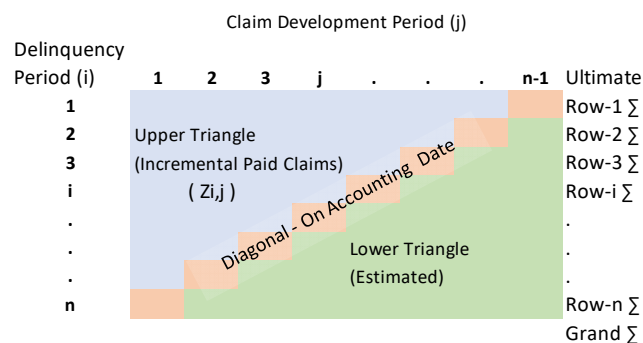 Claim Development Period (j)
Delinquency
Period (i) 1 2 3 j . . . n-1 Ultimate
1 Row-1 ∑
2 Upper Triangle Row-2 ∑
3 (Incremental Paid Claims) Row-3 ∑
i ( Zi,j ) Row-i ∑
Diagonal - On Accounting Date
. .
. Lower Triangle .
. (Estimated) .
n Row-n ∑
Grand ∑